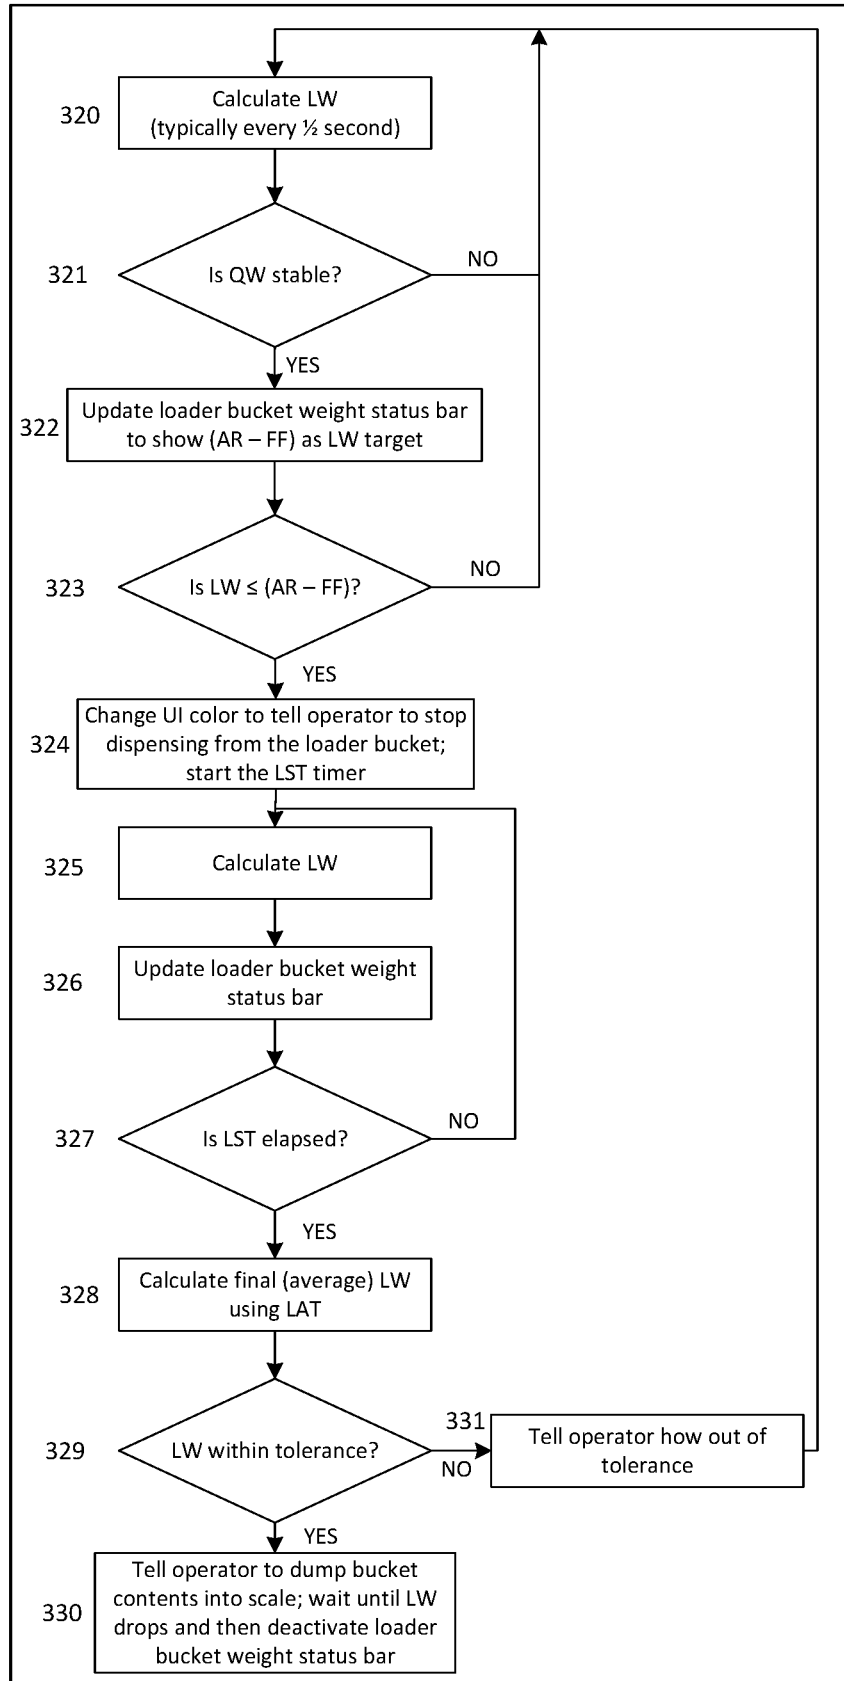 320
Calculate LW
(typically every ½ second)
321
Is QW stable?
NO
YES
322
Update loader bucket weight status bar
to show (AR – FF) as LW target
323
Is LW ≤ (AR – FF)?
NO
YES
324
Change UI color to tell operator to stop
dispensing from the loader bucket;
start the LST timer
325
Calculate LW
326
Update loader bucket weight
status bar
327
Is LST elapsed?
NO
YES
328
Calculate final (average) LW
using LAT
329
LW within tolerance?
NO
331
Tell operator how out of
tolerance
YES
330
Tell operator to dump bucket
contents into scale; wait until LW
drops and then deactivate loader
bucket weight status bar